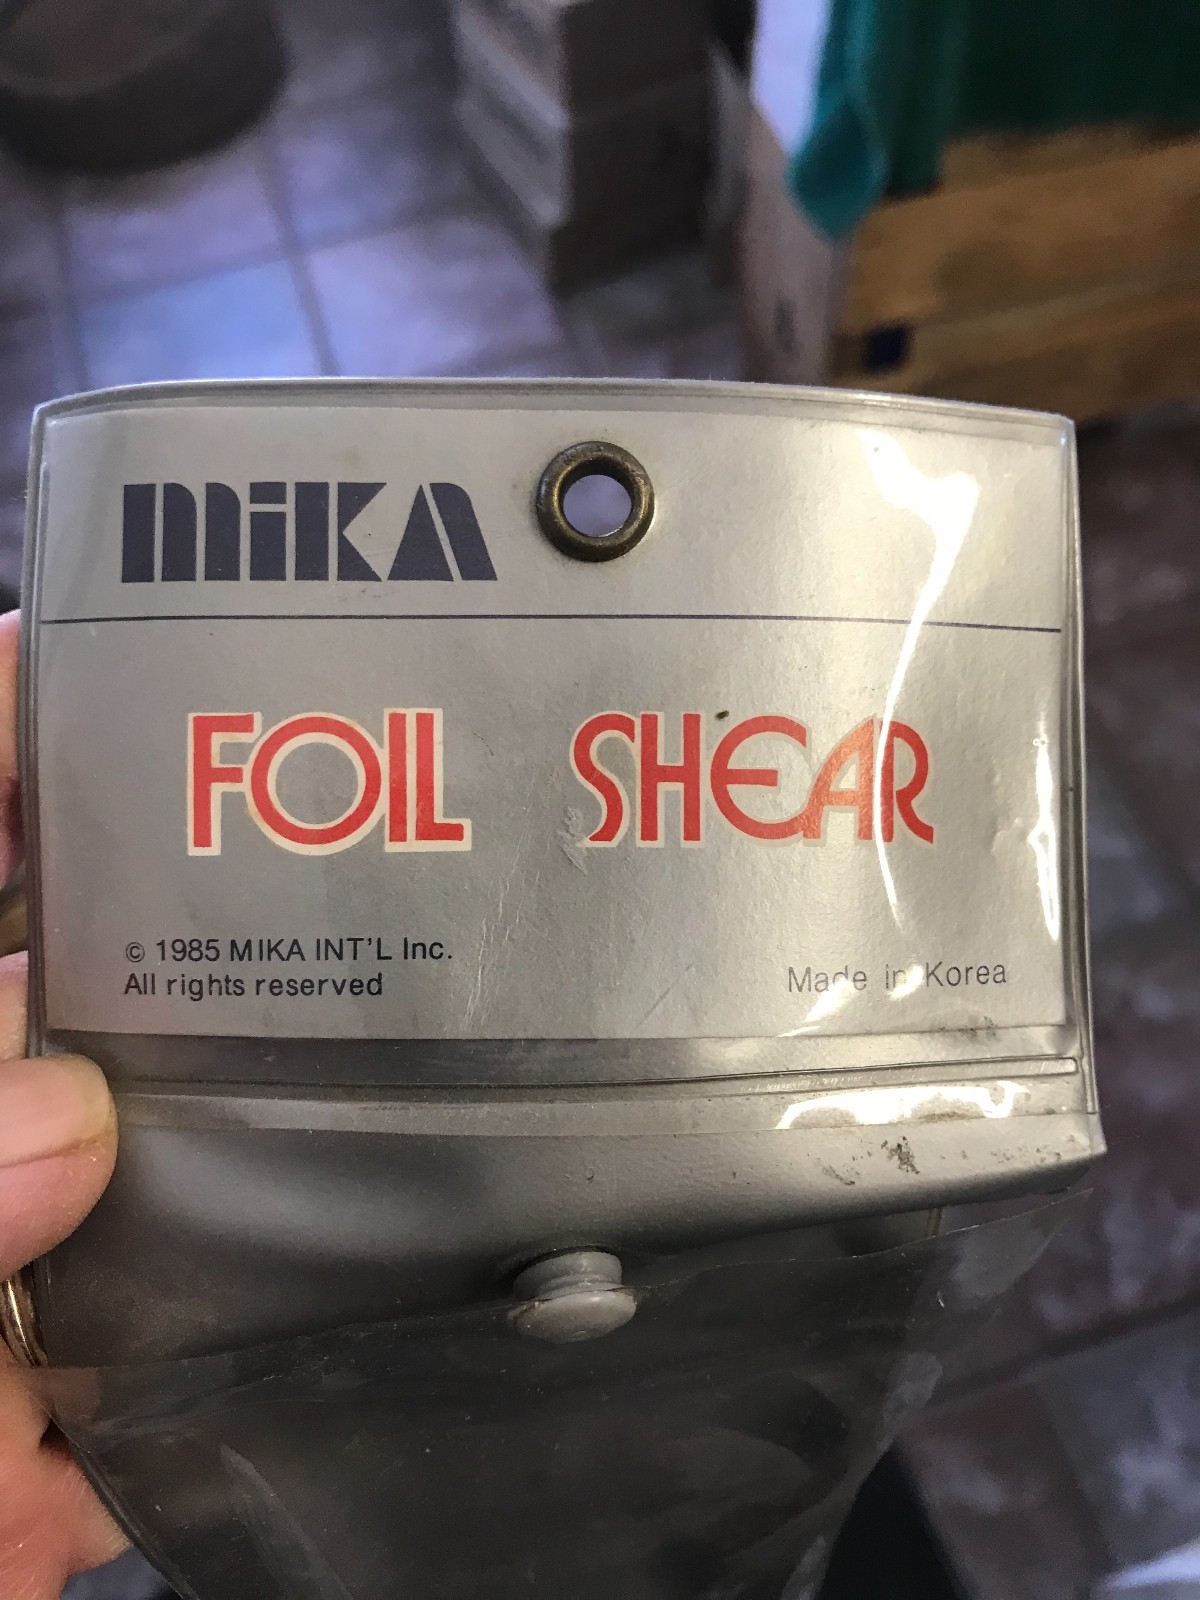 miKA
FOIL SHEAR
© 1985 MIKA INT'L Inc.
All rights reserved
Made in Korea